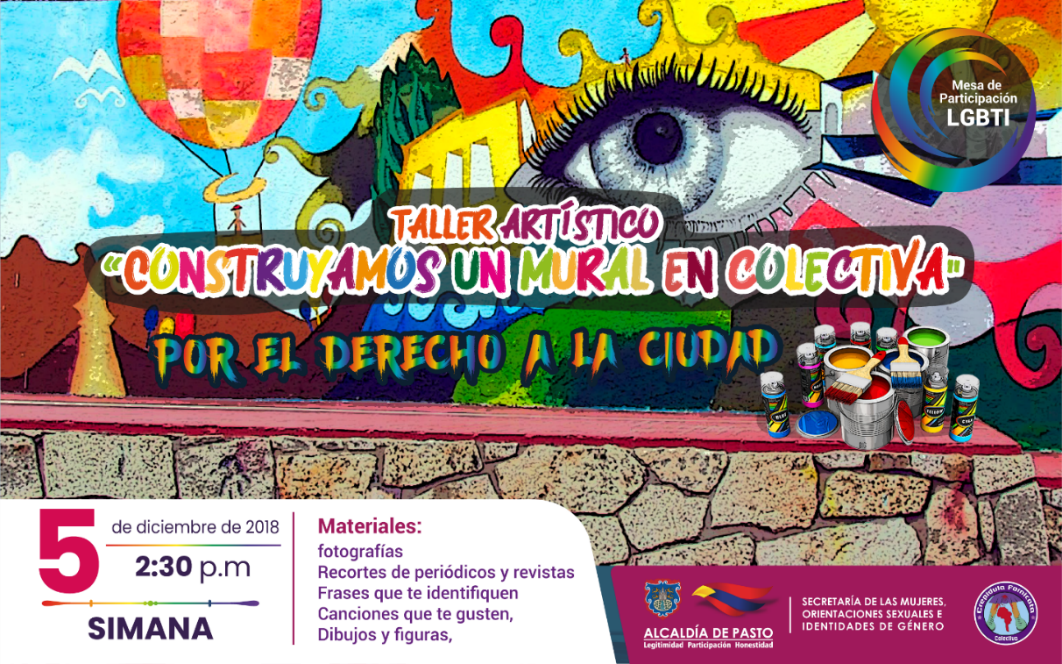 Mesa de
Participación
LGBTI
TALLER ARTÍSTICO
"CONSTRUYAMOS UN MURAL EN COLECTIVA"
POR EL DERECHO A LA CIUDAD
5
de diciembre de 2018
2:30 p.m
SIMANA
Materiales:
fotografías
Recortes de periódicos y revistas
Frases que te identifiquen
Canciones que te gusten,
Dibujos y figuras,
ALCALDÍA DE PASTO
Legitimidad Participación Honestidad
SECRETARÍA DE LAS MUJERES,
ORIENTACIONES SEXUALES E
IDENTIDADES DE GÉNERO
Crepidula Fornicata
Colectivo